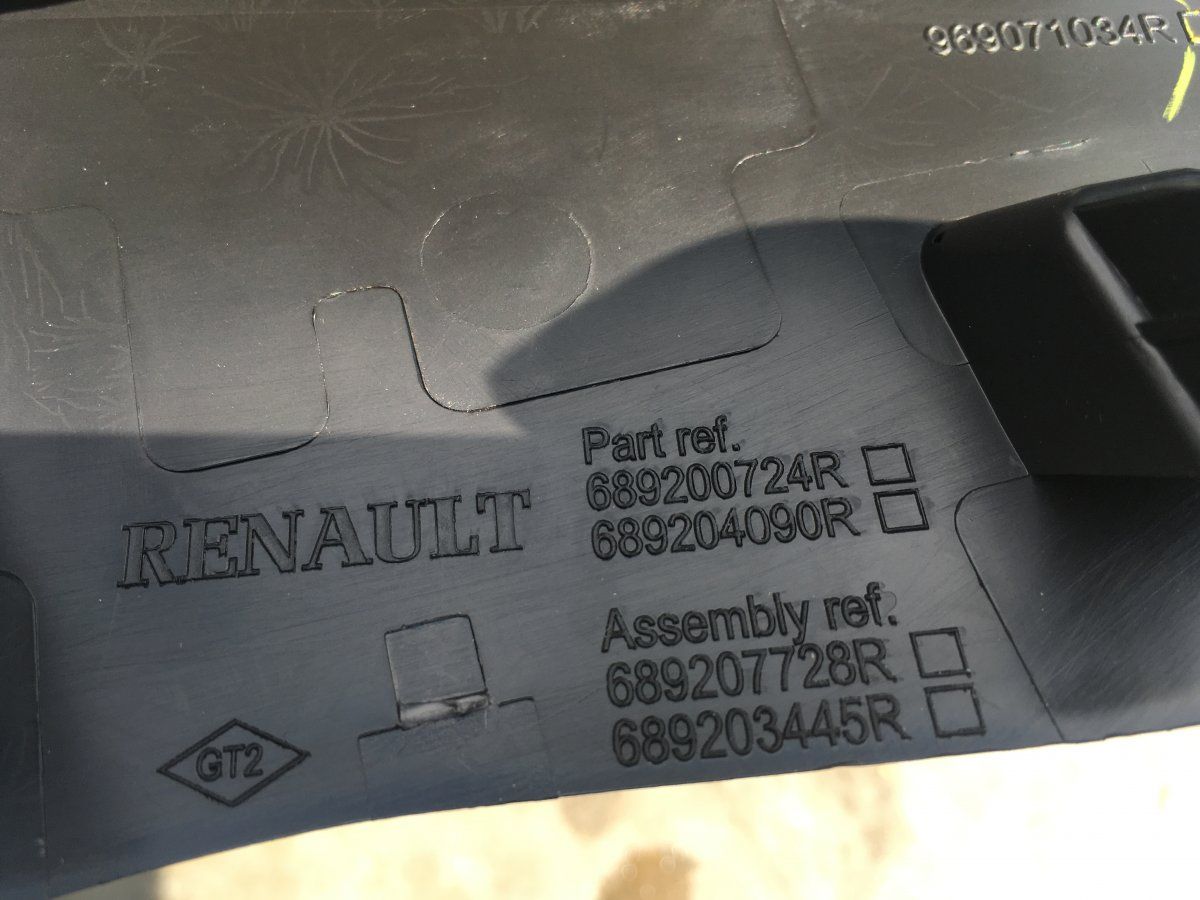 969071034R
Part ref.
689200724R
689204090R
RENAULT
Assembly ref.
689207728R
689203445R
GT2